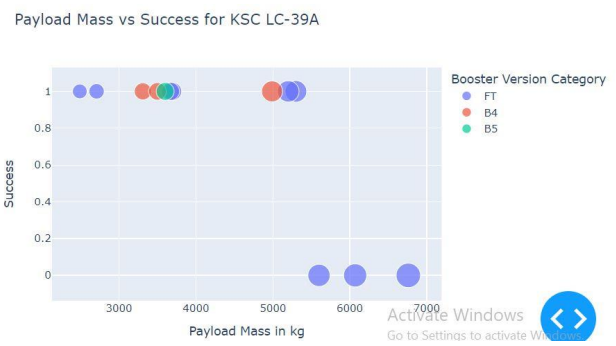 Payload Mass vs Success for KSC LC-39A
Booster Version Category
FT
B4
B5
1
0.8
0.6
0.4
0.2
0
Success
3000 4000 5000 6000 7000
Payload Mass in kg
Activate Windows
Go to Settings to activate Windows.